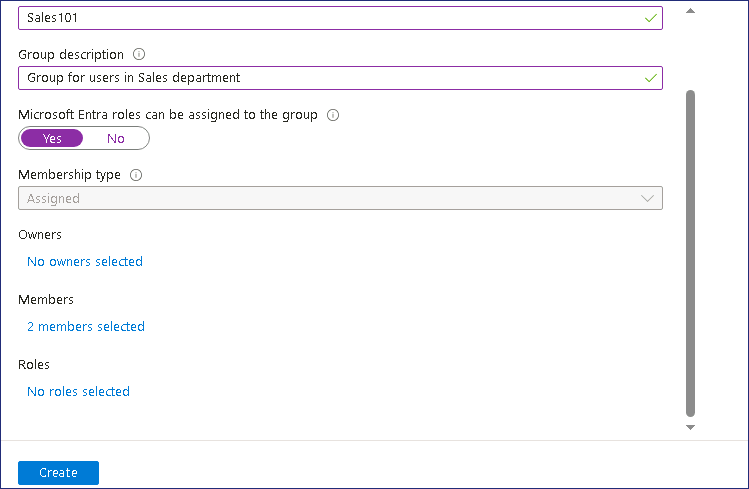 Sales101
Group description
Group for users in Sales department
Microsoft Entra roles can be assigned to the group
Yes No
Membership type
Assigned
Owners
No owners selected
Members
2 members selected
Roles
No roles selected
Create